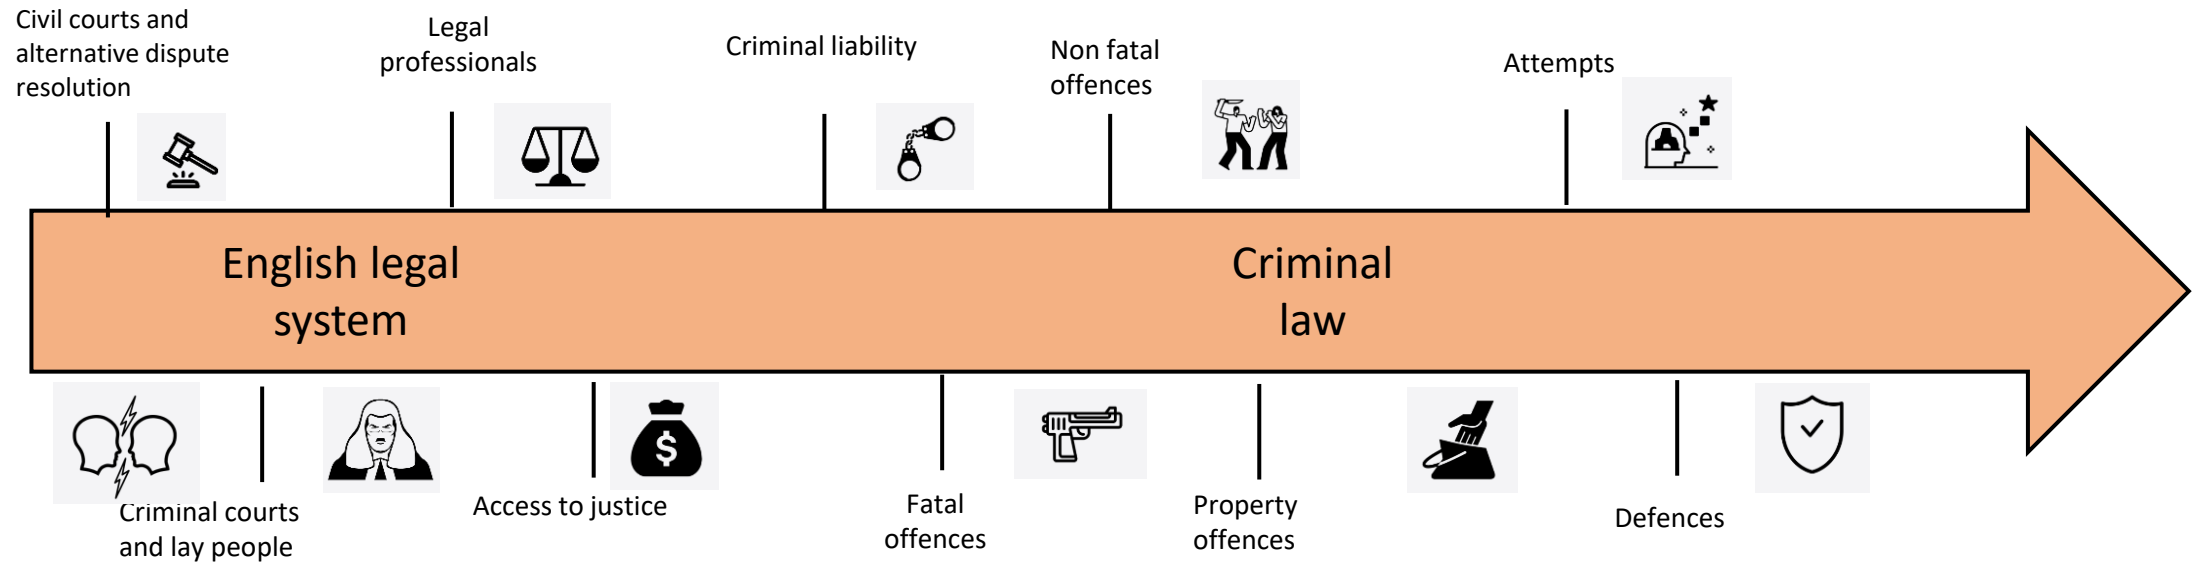 Civil courts and
alternative dispute
resolution
Legal
professionals
Criminal liability
Non fatal
offences
Attempts
English legal
system
Criminal
law
$
Criminal courts
and lay people
Access to justice
Fatal
offences
Property
offences
Defences